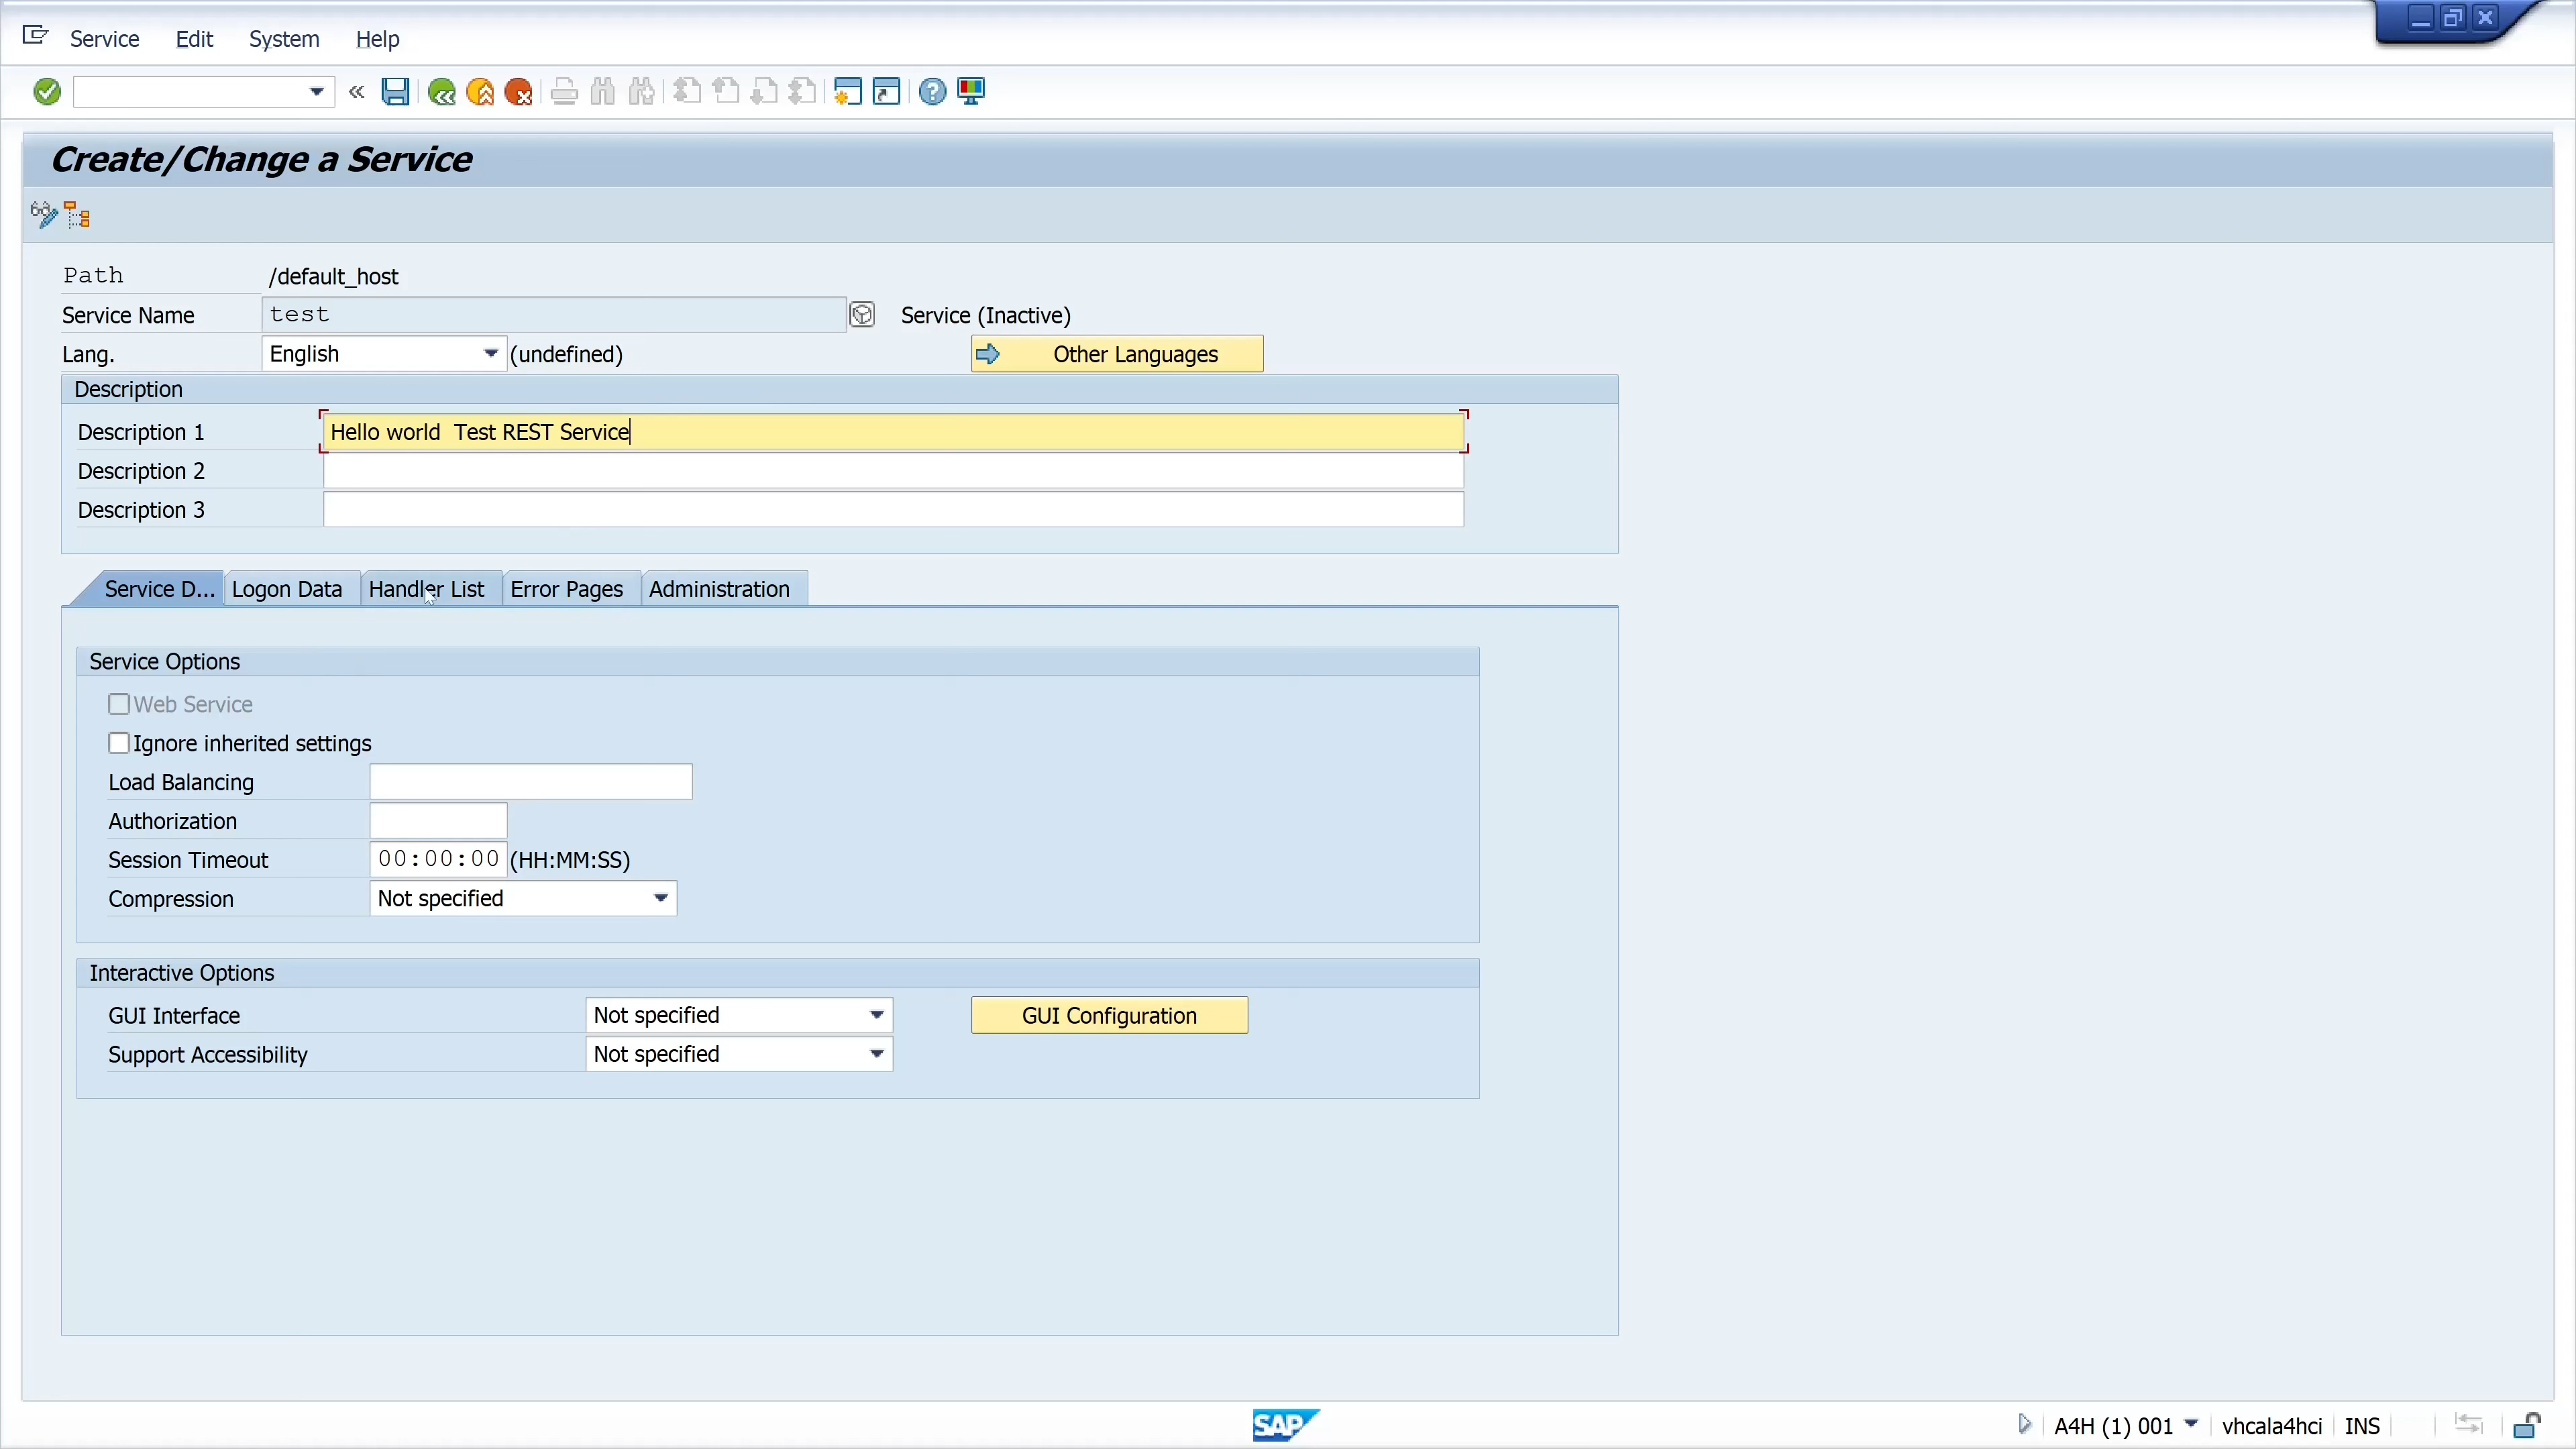 Service Edit System Help
Create/Change a Service
Path /default_host
Service Name test Service (Inactive)
Lang. English (undefined) Other Languages
Description
Description 1 Hello world  Test REST Service
Description 2
Description 3
Service D... Logon Data Handler List Error Pages Administration
Service Options
Web Service
Ignore inherited settings
Load Balancing
Authorization
Session Timeout 00:00:00 (HH:MM:SS)
Compression Not specified
Interactive Options
GUI Interface Not specified GUI Configuration
Support Accessibility Not specified
SAP A4H (1) 001 vhcala4hci INS